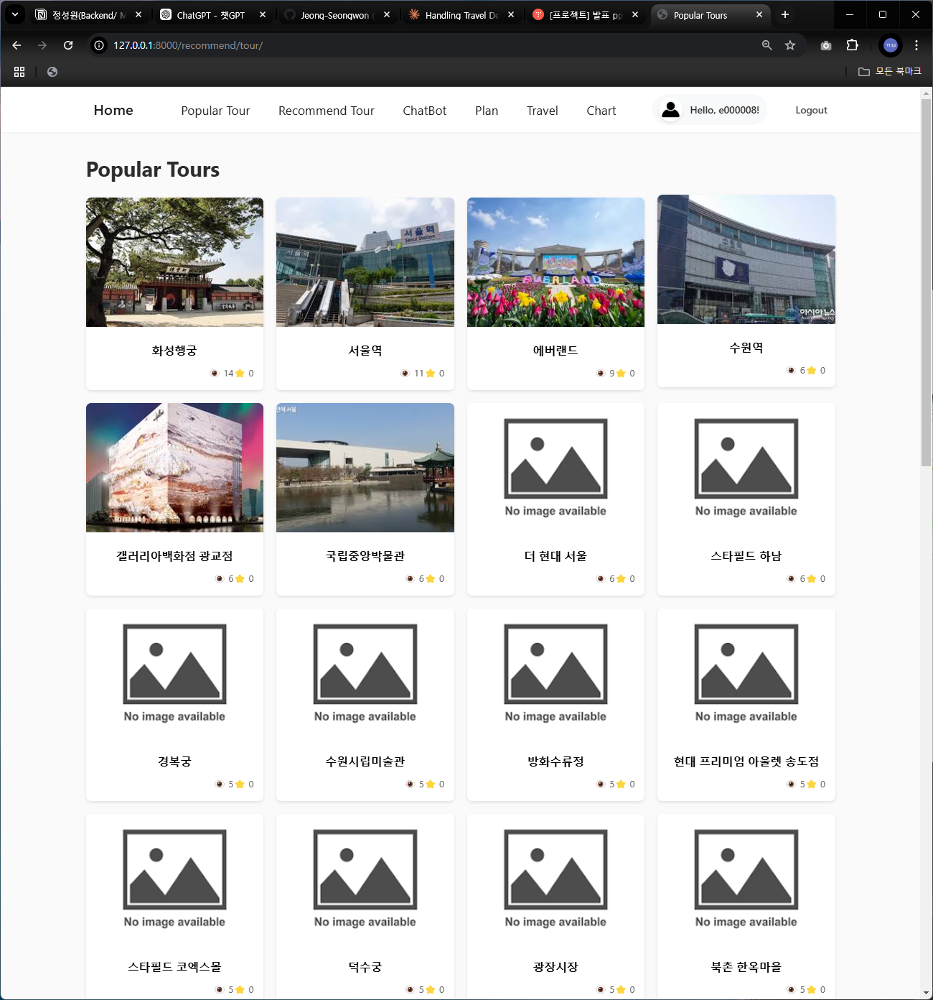 정성원(Backend/ M
ChatGPT - 챗GPT
Jeong-Seongwon (
Handling Travel De
[프로젝트] 발표 pp
Popular Tours
127.0.0.1:8000/recommend/tour/
모든 북마크
Home
Popular Tour
Recommend Tour
ChatBot
Plan
Travel
Chart
Hello, e000008!
Logout
Popular Tours
서울역
Seoul Station
서울역
EVERLAND
아시아뉴스
화성행궁
서울역
에버랜드
수원역
14 0
11 0
9 0
6 0
안에 서울
No image available
No image available
갤러리아백화점 광교점
국립중앙박물관
더 현대 서울
스타필드 하남
6 0
6 0
6 0
6 0
No image available
No image available
No image available
No image available
경복궁
수원시립미술관
방화수류정
현대 프리미엄 아울렛 송도점
5 0
5 0
5 0
5 0
No image available
No image available
No image available
No image available
스타필드 코엑스몰
덕수궁
광장시장
북촌 한옥마을
5 0
5 0
5 0
5 0